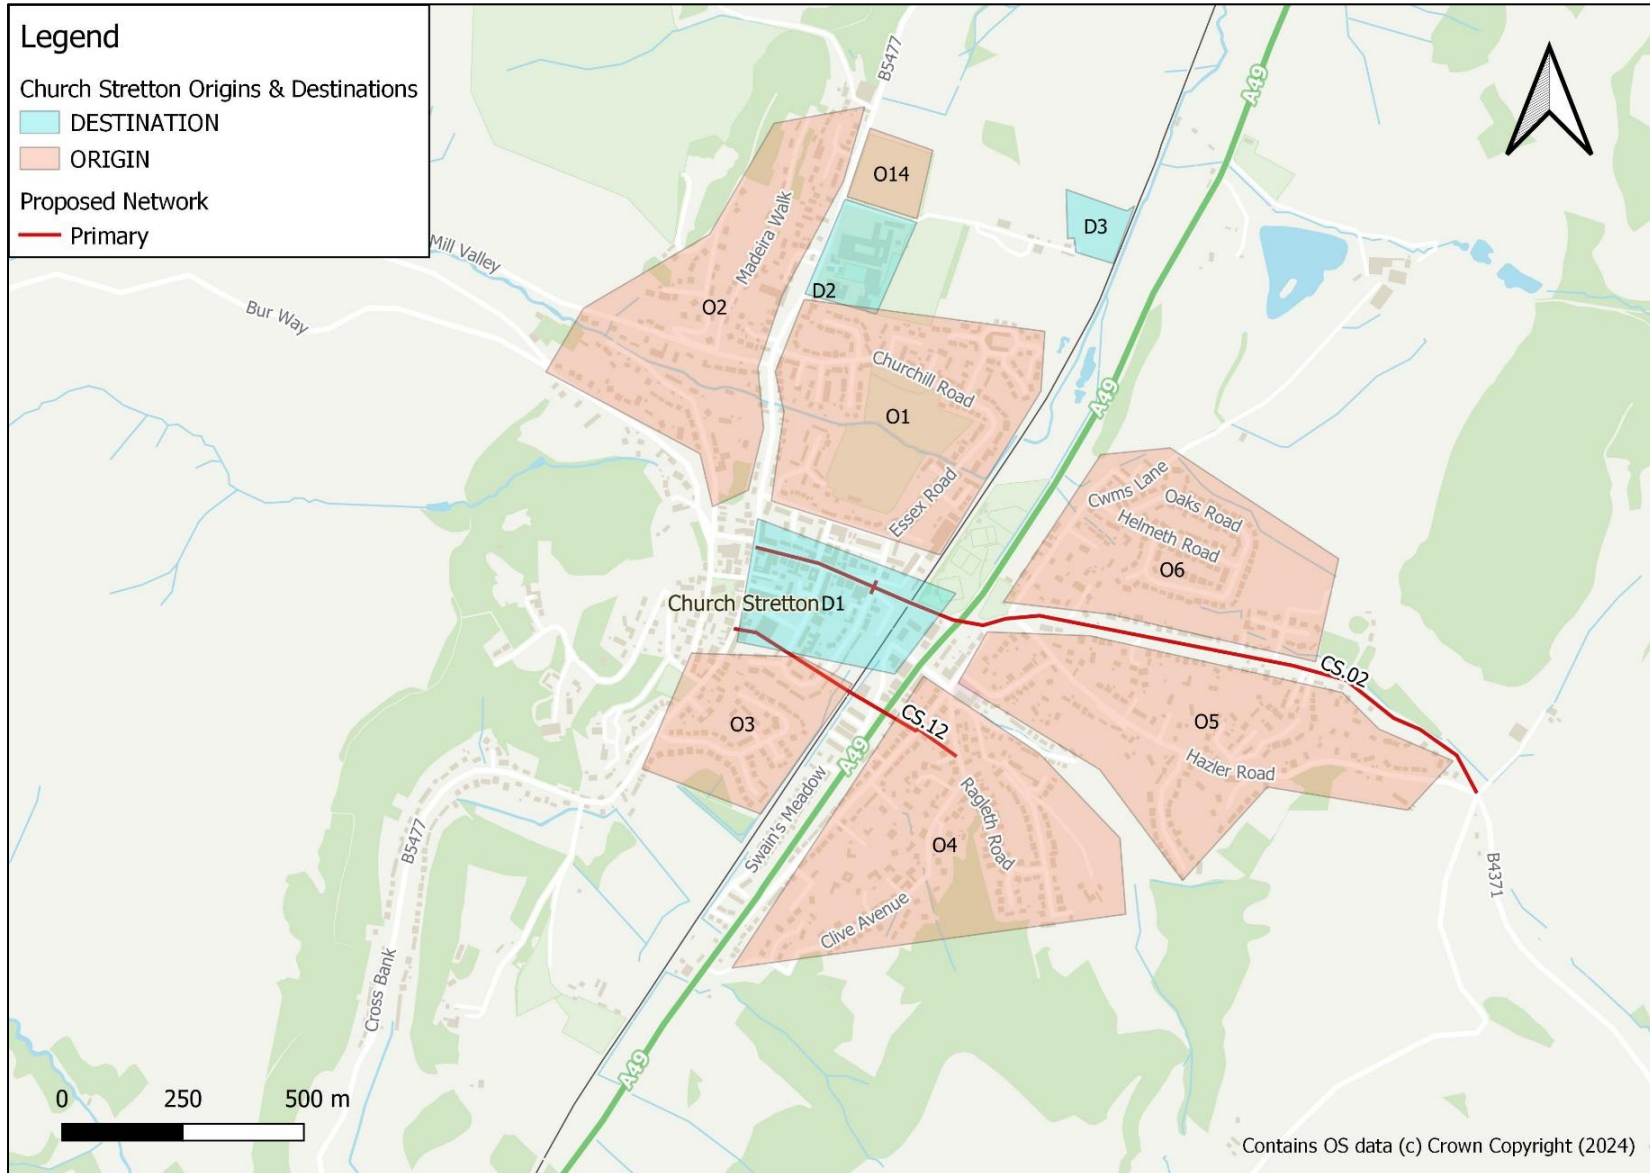 Legend
Church Stretton Origins & Destinations
DESTINATION
ORIGIN
Proposed Network
Primary
B5477
A49
O14
Madeira Walk
D3
Mill Valley
D2
Bur Way
O2
Churchill Road
A49
O1
Essex Road
Cwms Lane
Oaks Road
Helmeth Road
O6
Church Stretton
D1
CS.02
O3
CS.12
O5
A49
Hazler Road
Swain's Meadow
Ragleth Road
B5477
O4
B4371
Clive Avenue
Cross Bank
A49
0 250 500 m
Contains OS data (c) Crown Copyright (2024)